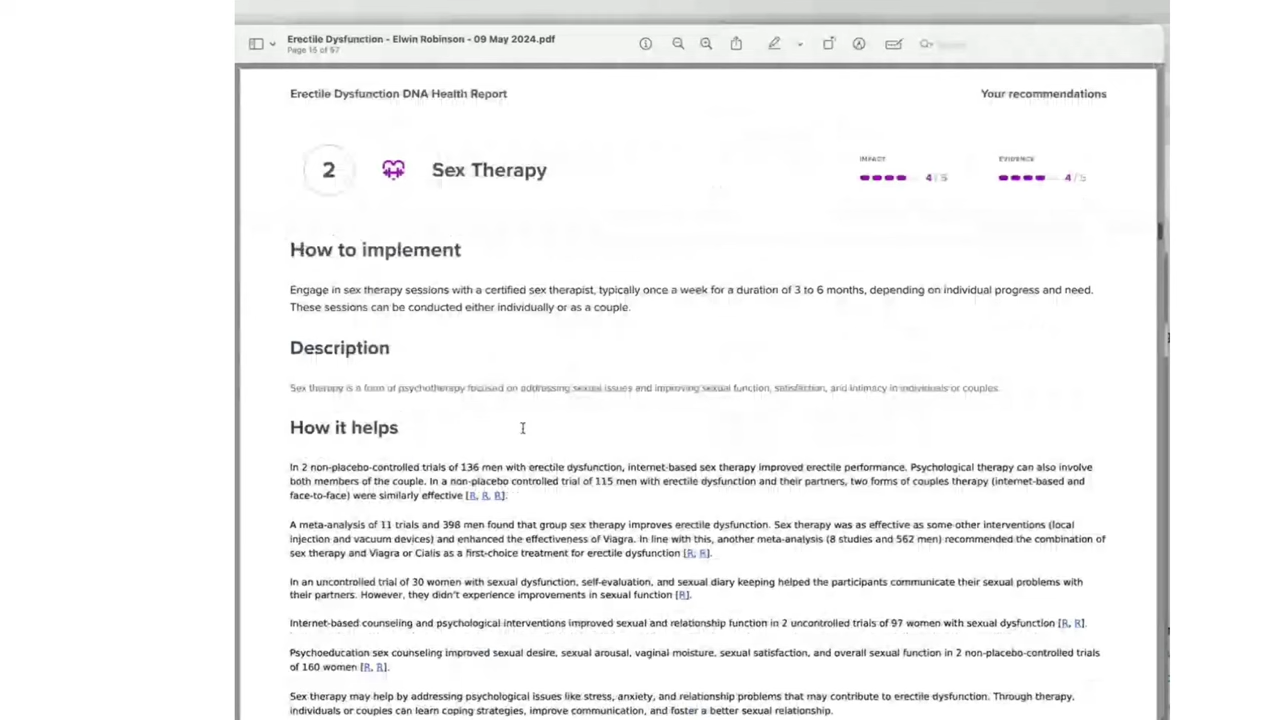 Erectile Dysfunction - Elwin Robinson - 09 May 2024.pdf
Page 15 of 57
Erectile Dysfunction DNA Health Report
Your recommendations
2
Sex Therapy
IMPACT
4 / 5
EVIDENCE
4 / 5
How to implement
Engage in sex therapy sessions with a certified sex therapist, typically once a week for a duration of 3 to 6 months, depending on individual progress and need.
These sessions can be conducted either individually or as a couple.
Description
Sex therapy is a form of psychotherapy focused on addressing sexual issues and improving sexual function, satisfaction, and intimacy in individuals or couples.
How it helps
In 2 non-placebo-controlled trials of 136 men with erectile dysfunction, internet-based sex therapy improved erectile performance. Psychological therapy can also involve
both members of the couple. In a non-placebo controlled trial of 115 men with erectile dysfunction and their partners, two forms of couples therapy (internet-based and
face-to-face) were similarly effective [R, R, R].
A meta-analysis of 11 trials and 398 men found that group sex therapy improves erectile dysfunction. Sex therapy was as effective as some other interventions (local
injection and vacuum devices) and enhanced the effectiveness of Viagra. In line with this, another meta-analysis (8 studies and 562 men) recommended the combination of
sex therapy and Viagra or Cialis as a first-choice treatment for erectile dysfunction [R, R].
In an uncontrolled trial of 30 women with sexual dysfunction, self-evaluation, and sexual diary keeping helped the participants communicate their sexual problems with
their partners. However, they didn't experience improvements in sexual function [R].
Internet-based counseling and psychological interventions improved sexual and relationship function in 2 uncontrolled trials of 97 women with sexual dysfunction [R, R].
Psychoeducation sex counseling improved sexual desire, sexual arousal, vaginal moisture, sexual satisfaction, and overall sexual function in 2 non-placebo-controlled trials
of 160 women [R, R].
Sex therapy may help by addressing psychological issues like stress, anxiety, and relationship problems that may contribute to erectile dysfunction. Through therapy,
individuals or couples can learn coping strategies, improve communication, and foster a better sexual relationship.